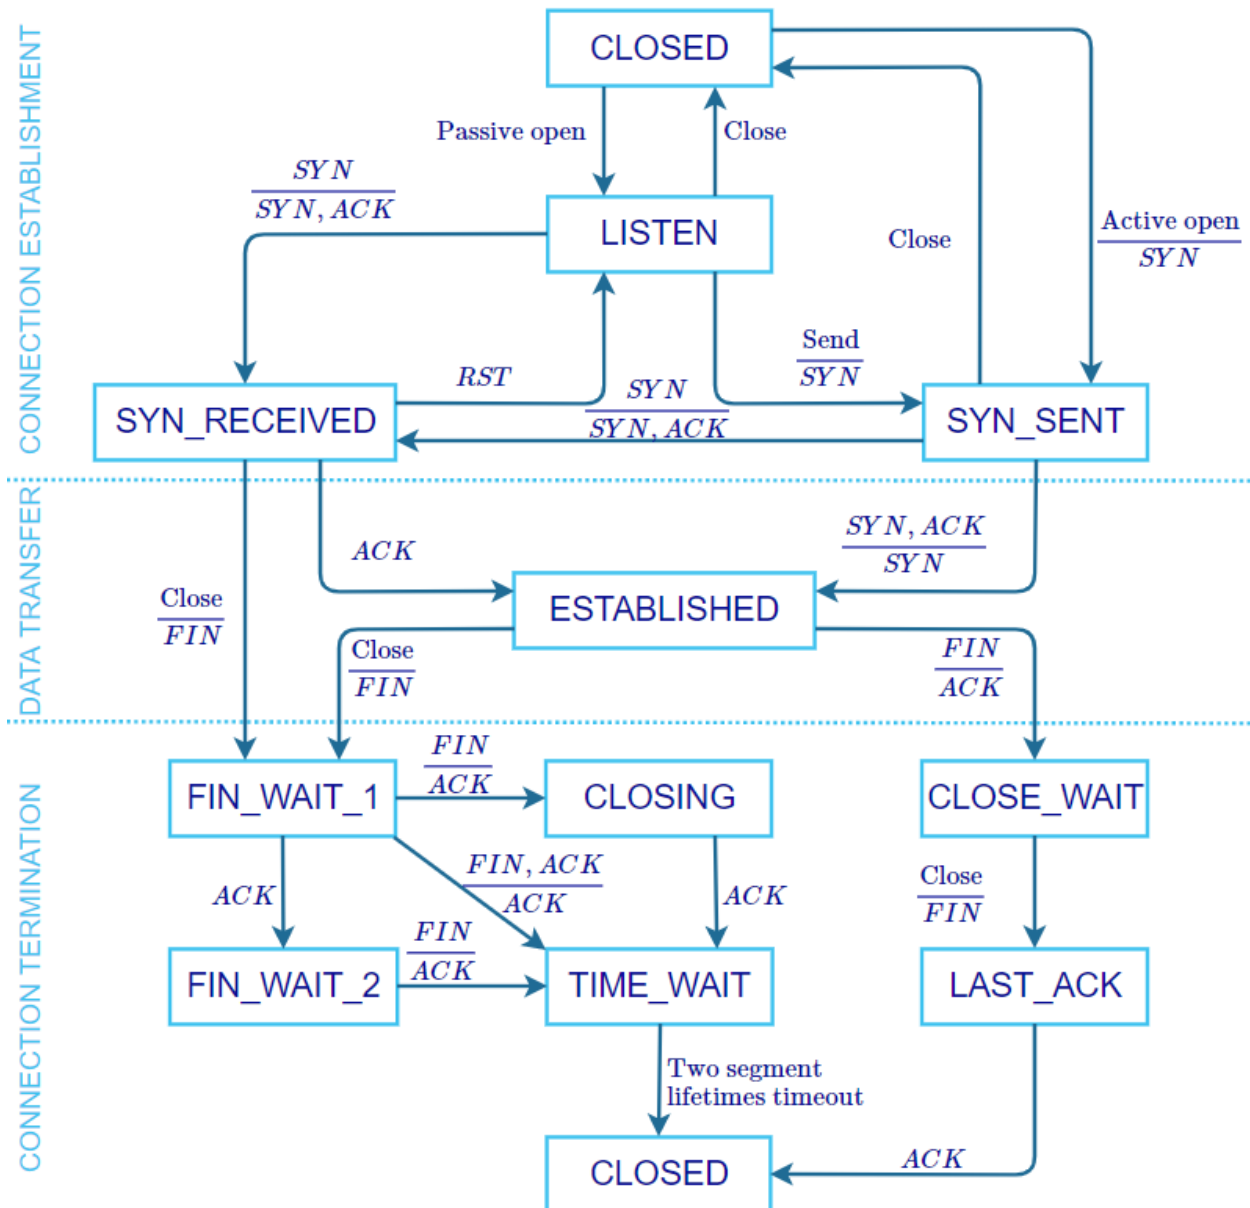 CONNECTION ESTABLISHMENT
CLOSED
Passive open
Close
SYN
SYN, ACK
LISTEN
Close
Active open
SYN
RST
SYN
SYN, ACK
Send
SYN
SYN_RECEIVED
SYN_SENT
DATA TRANSFER
ACK
SYN, ACK
SYN
ESTABLISHED
Close
FIN
Close
FIN
FIN
ACK
CONNECTION TERMINATION
FIN_WAIT_1
FIN
ACK
CLOSING
CLOSE_WAIT
ACK
FIN, ACK
ACK
ACK
Close
FIN
FIN_WAIT_2
FIN
ACK
TIME_WAIT
LAST_ACK
Two segment
lifetimes timeout
CLOSED
ACK